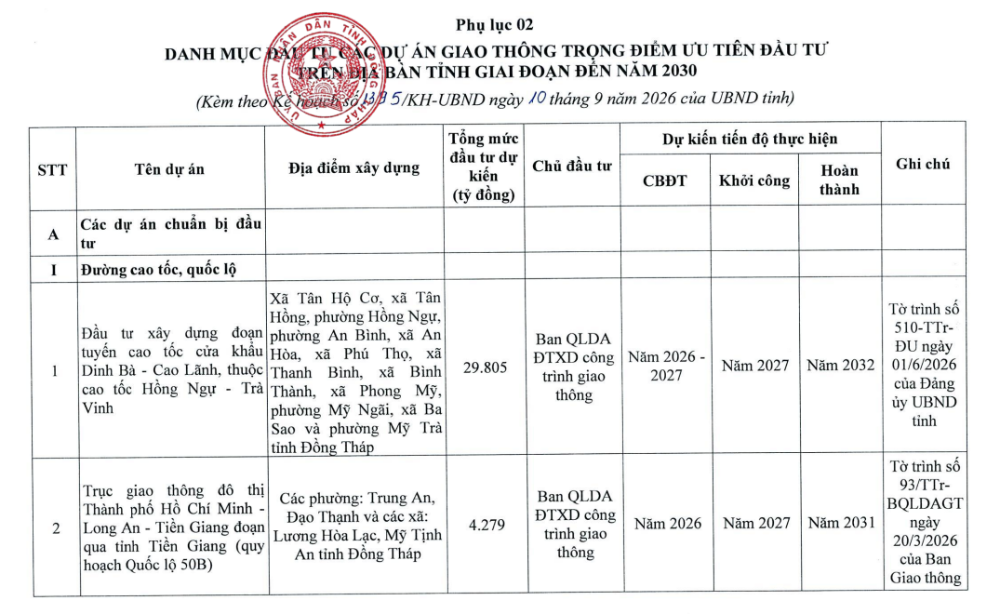 Phụ lục 02
DANH MỤC ĐẦU TƯ CÁC DỰ ÁN GIAO THÔNG TRỌNG ĐIỂM ƯU TIÊN ĐẦU TƯ
TRÊN ĐỊA BÀN TỈNH GIAI ĐOẠN ĐẾN NĂM 2030
(Kèm theo Kế hoạch số 1395/KH-UBND ngày 10 tháng 9 năm 2026 của UBND tỉnh)
STT
Tên dự án
Địa điểm xây dựng
Tổng mức
đầu tư dự
kiến
(tỷ đồng)
Chủ đầu tư
Dự kiến tiến độ thực hiện
CBĐT
Khởi công
Hoàn
thành
Ghi chú
A
Các dự án chuẩn bị đầu
tư
I
Đường cao tốc, quốc lộ
1
Đầu tư xây dựng đoạn
tuyến cao tốc cửa khẩu
Dinh Bà - Cao Lãnh, thuộc
cao tốc Hồng Ngự - Trà
Vinh
Xã Tân Hộ Cơ, xã Tân
Hồng, phường Hồng Ngự,
phường An Bình, xã An
Hòa, xã Phú Thọ, xã
Thanh Bình, xã Bình
Thành, xã Phong Mỹ,
phường Mỹ Ngãi, xã Ba
Sao và phường Mỹ Trà
tỉnh Đồng Tháp
29.805
Ban QLDA
ĐTXD công
trình giao
thông
Năm 2026 -
2027
Năm 2027
Năm 2032
Tờ trình số
510-TTr-
ĐU ngày
01/6/2026
của Đảng
ủy UBND
tỉnh
2
Trục giao thông đô thị
Thành phố Hồ Chí Minh -
Long An - Tiền Giang đoạn
qua tỉnh Tiền Giang (quy
hoạch Quốc lộ 50B)
Các phường: Trung An,
Đạo Thạnh và các xã:
Lương Hòa Lạc, Mỹ Tịnh
An tỉnh Đồng Tháp
4.279
Ban QLDA
ĐTXD công
trình giao
thông
Năm 2026
Năm 2027
Năm 2031
Tờ trình số
93/TTr-
BQLDAGT
ngày
20/3/2026
của Ban
Giao thông